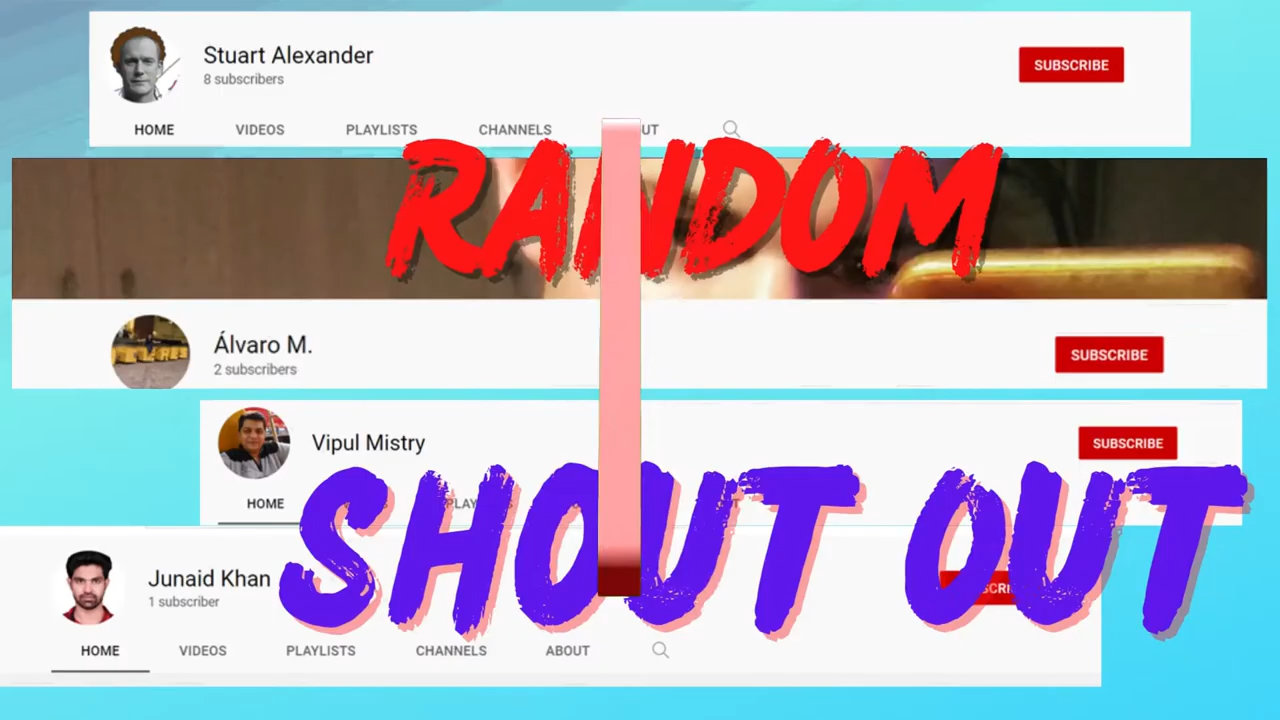 Stuart Alexander
8 subscribers
SUBSCRIBE
HOME VIDEOS PLAYLISTS CHANNELS
RANDOM
Álvaro M.
2 subscribers
SUBSCRIBE
Vipul Mistry
SUBSCRIBE
HOME
SHOUT OUT
Junaid Khan
1 subscriber
HOME VIDEOS PLAYLISTS CHANNELS ABOUT